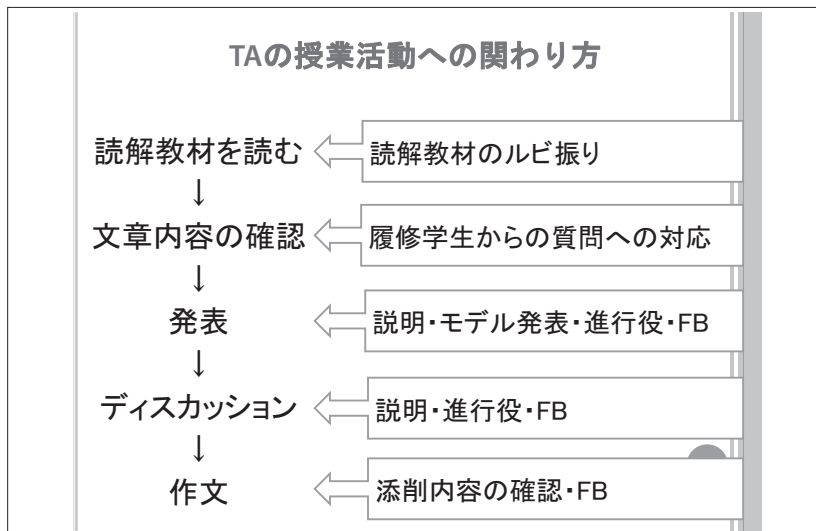 TAの授業活動への関わり方
読解教材を読む
読解教材のルビ振り
↓
文章内容の確認
履修学生からの質問への対応
↓
発表
説明・モデル発表・進行役・FB
↓
ディスカッション
説明・進行役・FB
↓
作文
添削内容の確認・FB